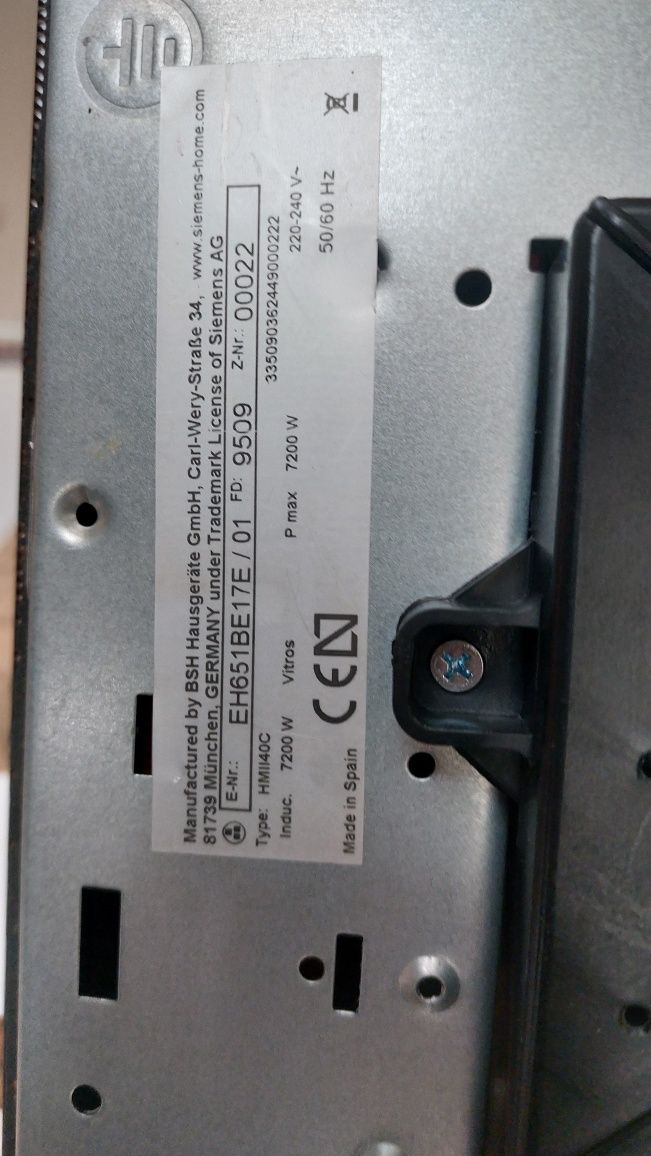 Manufactured by BSH Hausgeräte GmbH, Carl-Wery-Straße 34, www.siemens-home.com
81739 München, GERMANY under Trademark License of Siemens AG
E-Nr.: EH651BE17E / 01 FD: 9509 Z-Nr.: 00022
Type: HMII40C 335090362449000222
Induc. 7200 W Vitros P max 7200 W 220-240 V~
50/60 Hz
Made in Spain CE